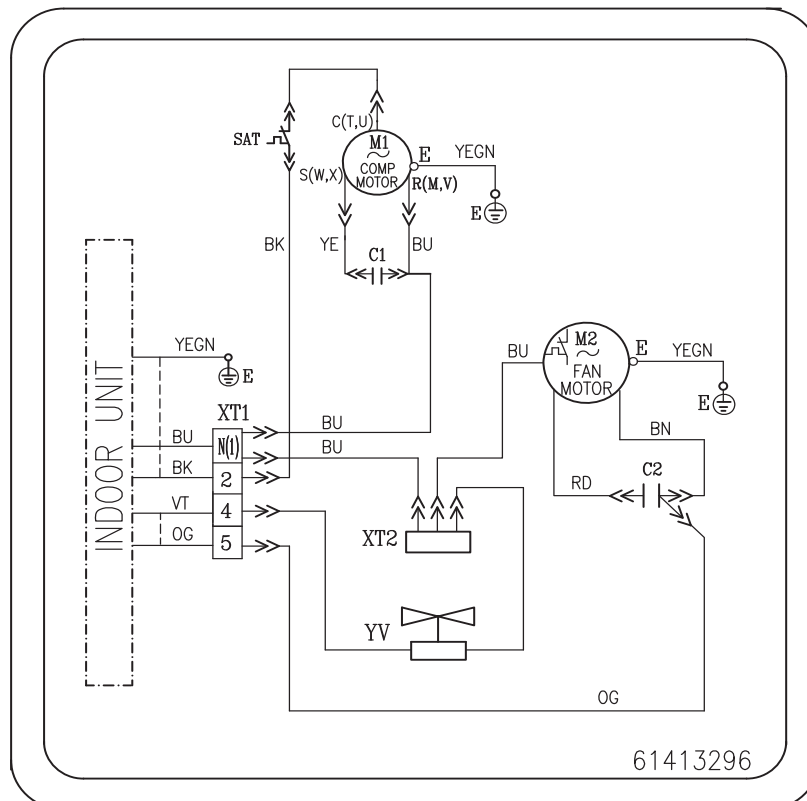 C(T,U)
SAT
M1
COMP
MOTOR
E
YEGN
S(W,X)
R(M,V)
E
BK
YE
BU
C1
INDOOR UNIT
YEGN
E
XT1
BU
M2
FAN
MOTOR
E
YEGN
E
BU
BU
N(1)
BU
BN
BK
2
VT
4
OG
5
RD
C2
XT2
YV
OG
61413296